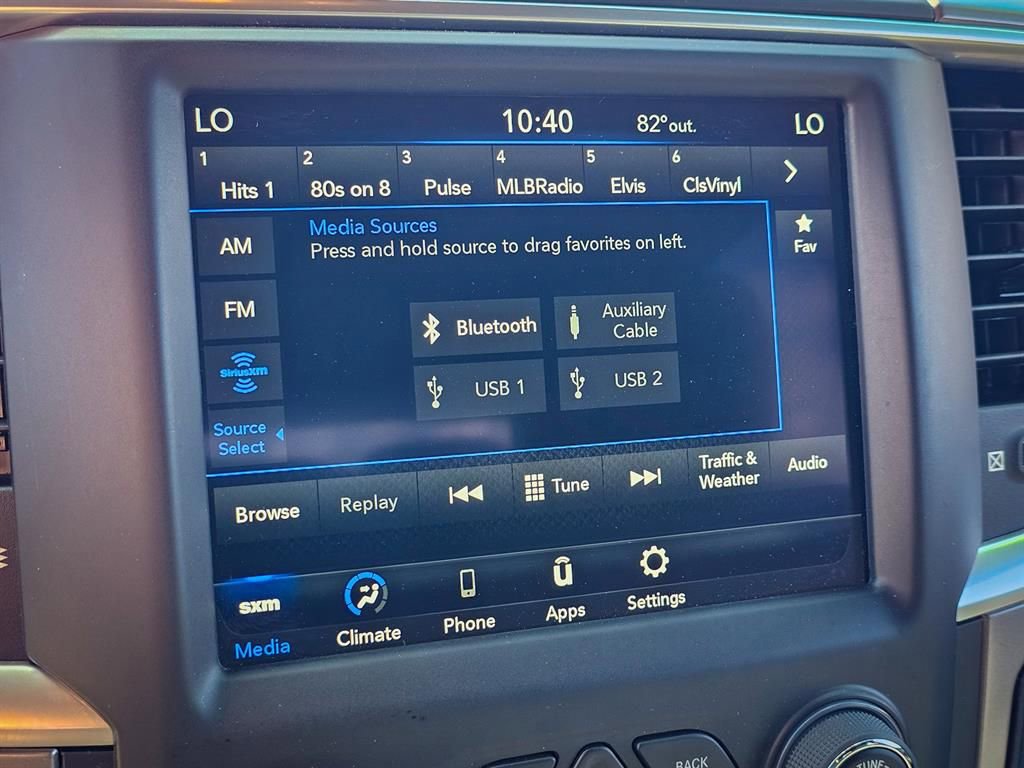 LO 10:40 82° out. LO
1 2 3 4 5 6
Hits 1 80s on 8 Pulse MLBRadio Elvis ClsVinyl
Media Sources
Press and hold source to drag favorites on left.
AM
Fav
FM
Bluetooth
Auxiliary
Cable
SiriusXM
USB 1
USB 2
Source
Select
Browse
Replay
Tune
Traffic &
Weather
Audio
sxm
Media
Climate
Phone
Apps
Settings
BACK
TUNE